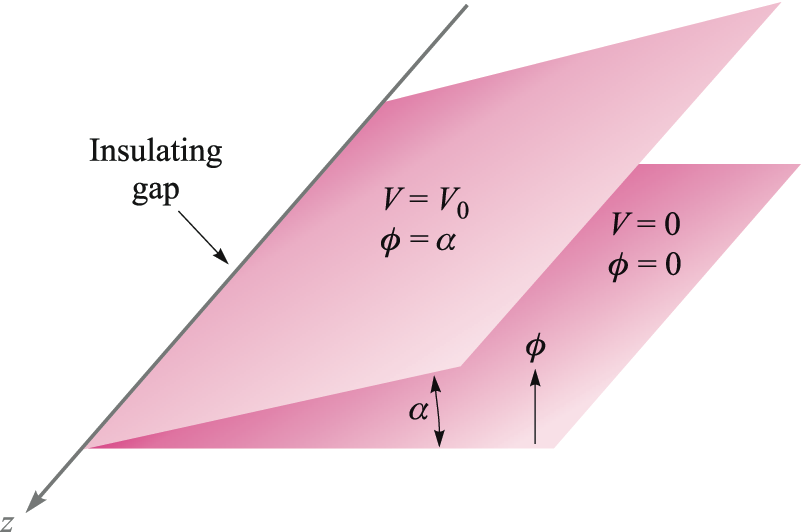 Insulating
gap
V = V₀
ϕ = α
V = 0
ϕ = 0
ϕ
α
z